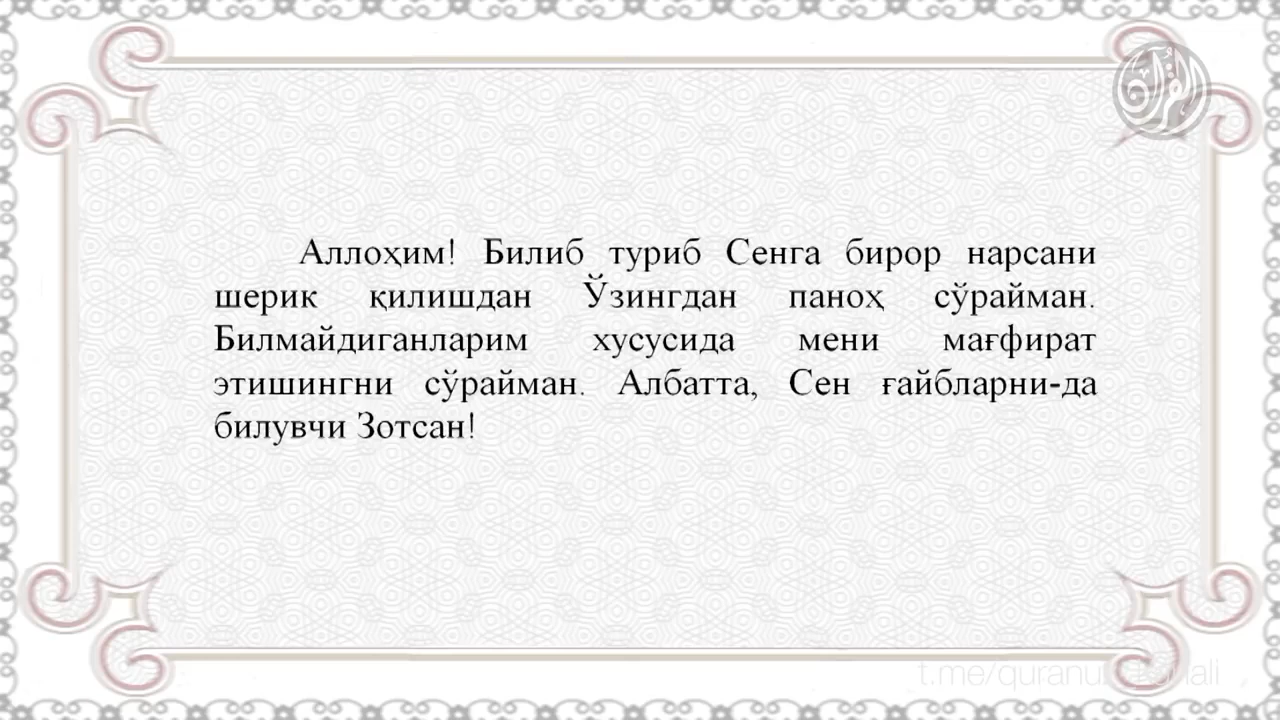 القرآن
Аллоҳим! Билиб туриб Сенга бирор нарсани
шерик қилишдан Ўзингдан паноҳ сўрайман.
Билмайдиганларим хусусида мени мағфират
этишингни сўрайман. Албатта, Сен ғайбларни-да
билувчи Зотсан!